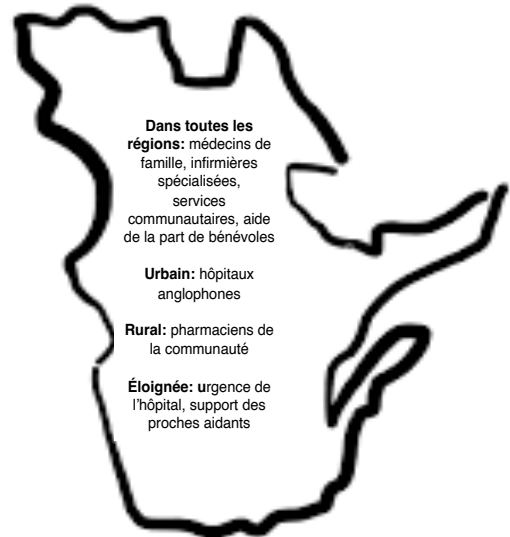 Dans toutes les
régions: médecins de
famille, infirmières
spécialisées,
services
communautaires, aide
de la part de bénévoles
Urbain: hôpitaux
anglophones
Rural: pharmaciens de
la communauté
Éloignée: urgence de
l'hôpital, support des
proches aidants